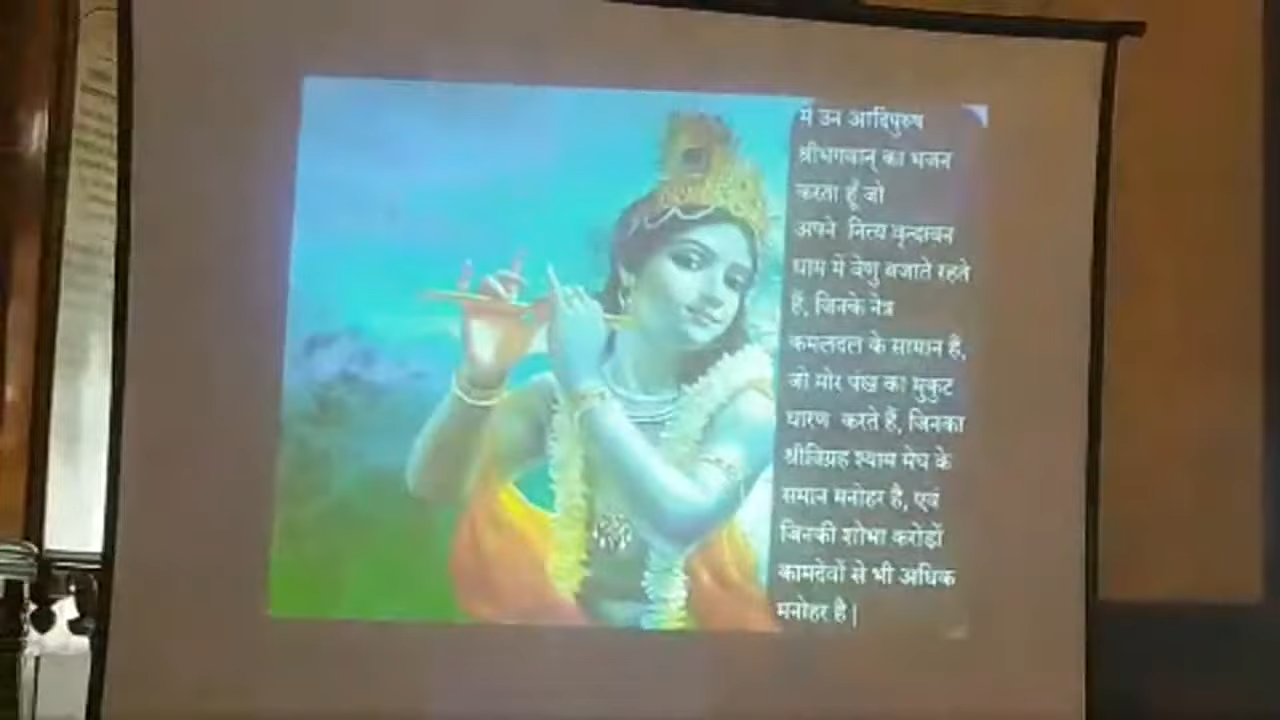 मैं उन आदिपुरुष
श्रीभगवान् का भजन
करता हूँ जो
अपने नित्य वृन्दावन
धाम में वेणु बजाते रहते
हैं, जिनके नेत्र
कमलदल के सामान है,
जो मोर पंख का मुकुट
धारण करते हैं, जिनका
श्रीविग्रह श्याम मेघ के
समान मनोहर है, एवं
जिनकी शोभा करोड़ों
कामदेवों से भी अधिक
मनोहर है |